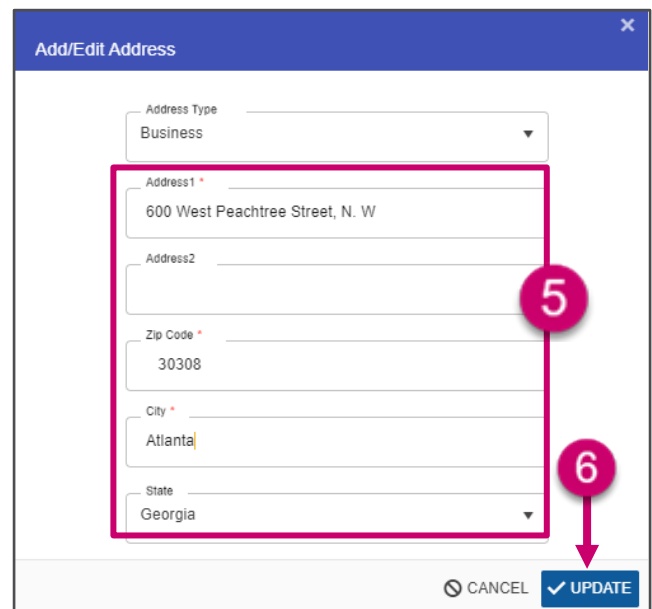 ×
Add/Edit Address
Address Type
Business
Address1 *
600 West Peachtree Street, N. W
Address2
5
Zip Code *
30308
City *
Atlanta
6
State
Georgia
CANCEL UPDATE